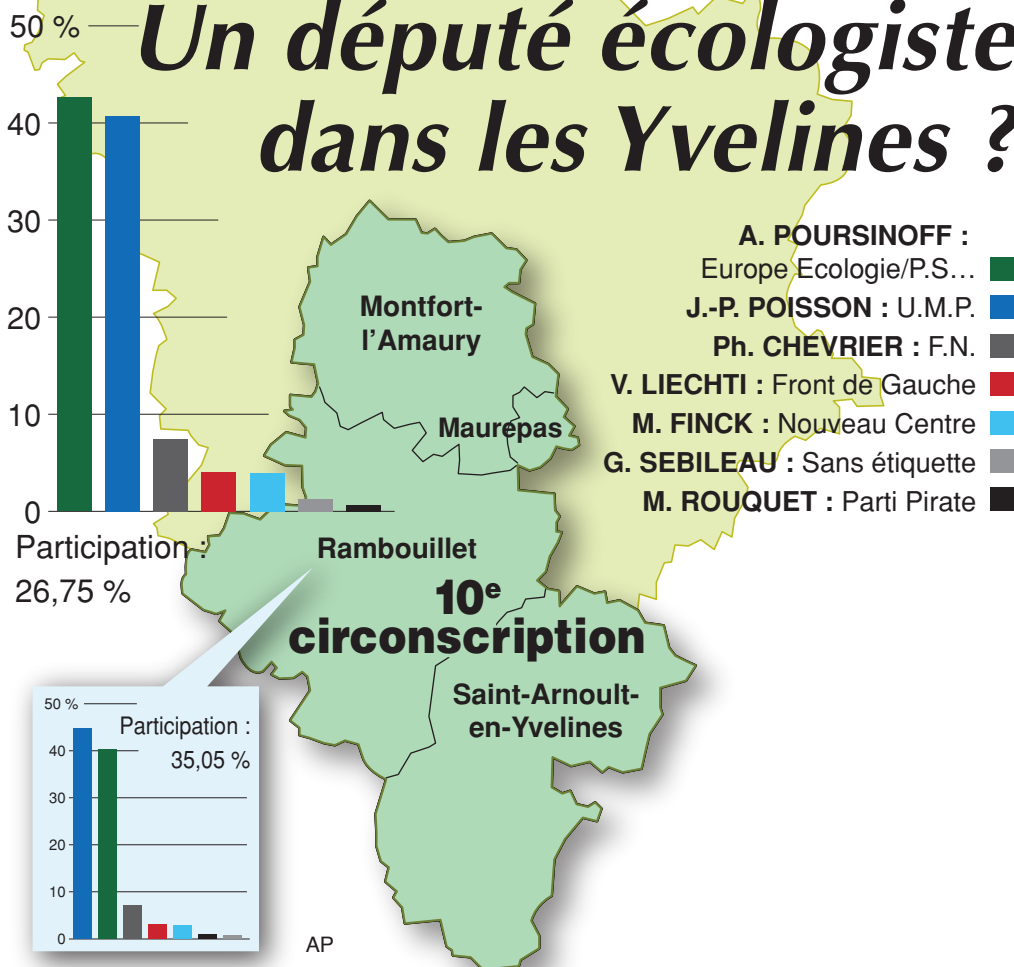 Un député écologiste
dans les Yvelines ?
50 %
40
30
20
10
0
Participation :
26,75 %
A. POURSINOFF :
Europe Ecologie/P.S...
J.-P. POISSON : U.M.P.
Ph. CHEVRIER : F.N.
V. LIECHTI : Front de Gauche
M. FINCK : Nouveau Centre
G. SEBILEAU : Sans étiquette
M. ROUQUET : Parti Pirate
Montfort-
l'Amaury
Maurepas
Rambouillet
10e
circonscription
Saint-Arnoult-
en-Yvelines
50 %
Participation :
35,05 %
40
30
20
10
0
AP